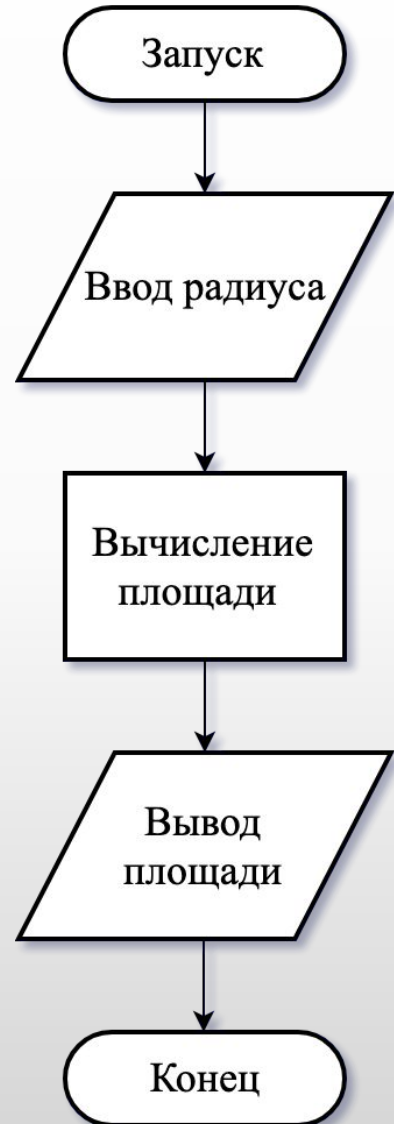 Запуск
Ввод радиуса
Вычисление
площади
Вывод
площади
Конец